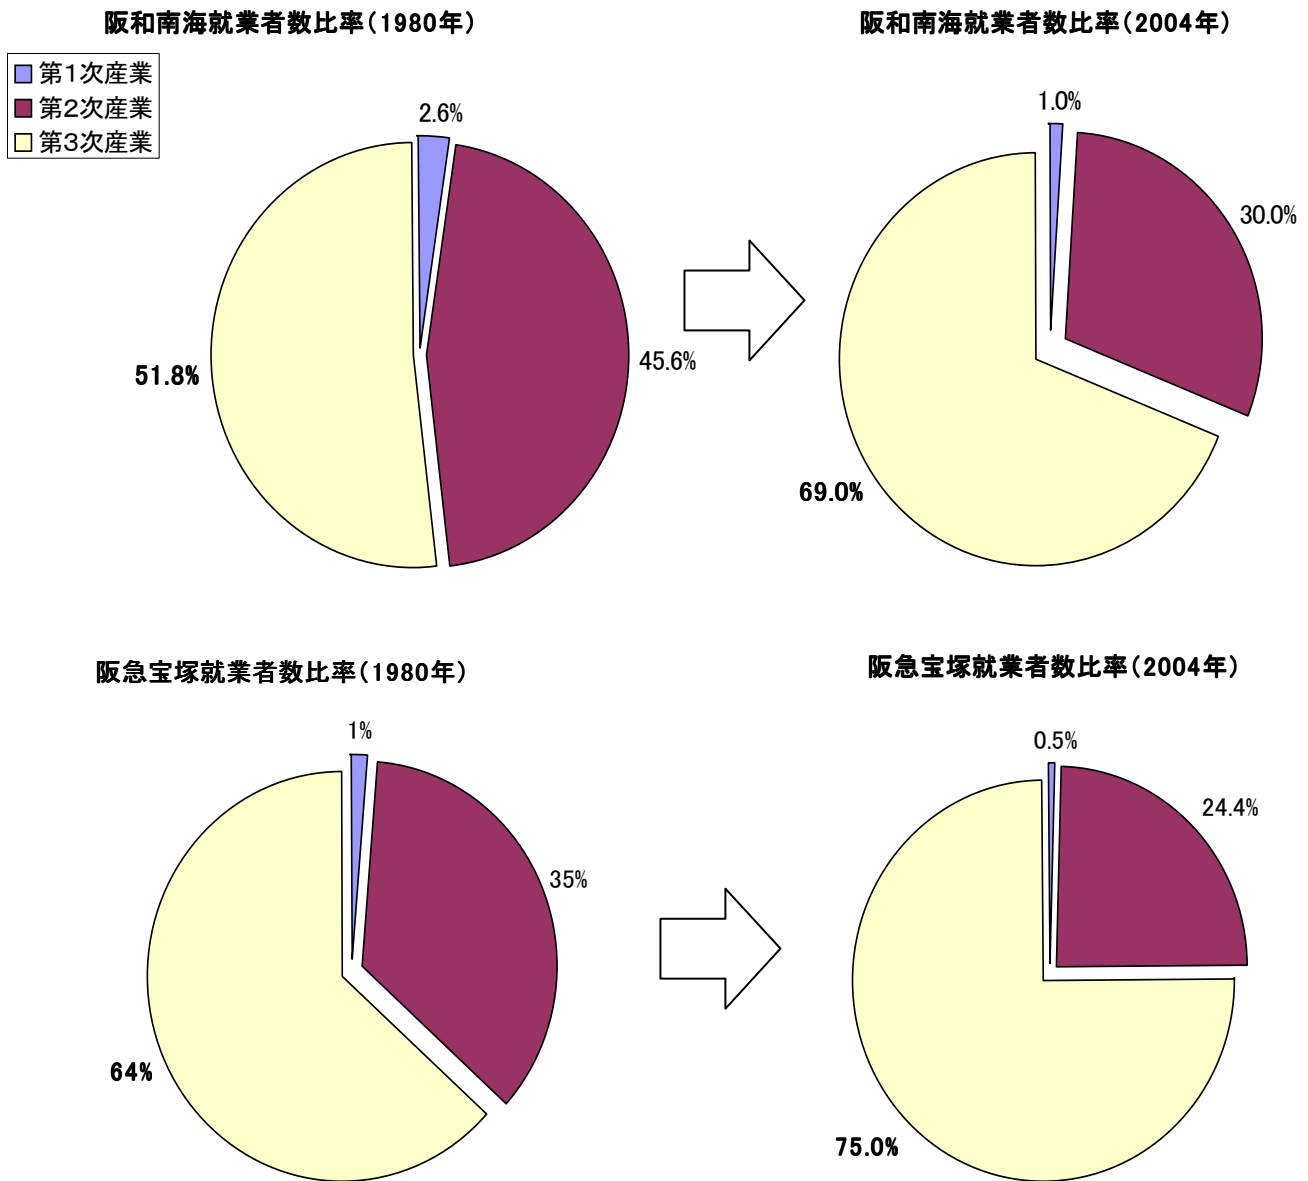 阪和南海就業者数比率(1980年)
阪和南海就業者数比率(2004年)
第1次産業
第2次産業
第3次産業
2.6%
45.6%
51.8%
1.0%
30.0%
69.0%
阪急宝塚就業者数比率(1980年)
阪急宝塚就業者数比率(2004年)
1%
35%
64%
0.5%
24.4%
75.0%